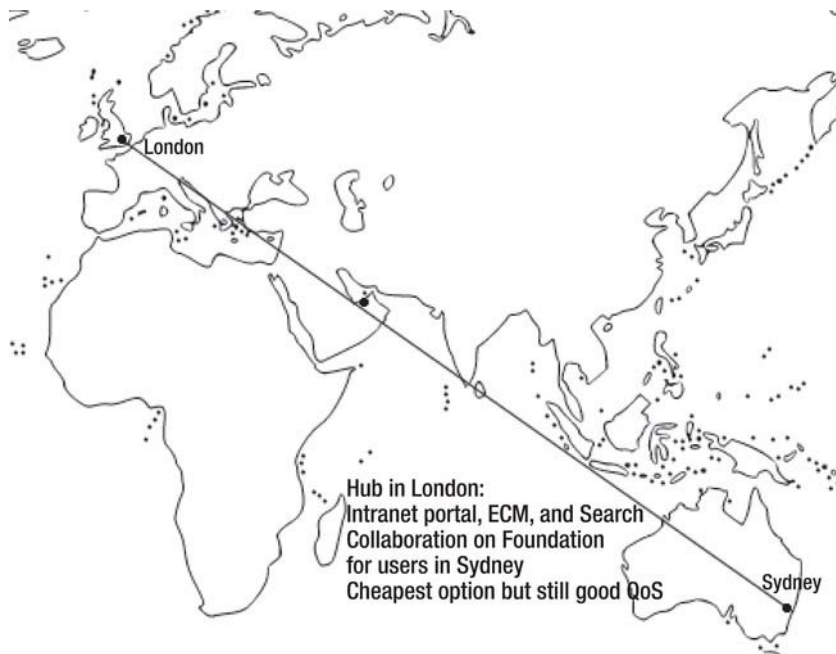 London
Hub in London:
Intranet portal, ECM, and Search
Collaboration on Foundation
for users in Sydney
Cheapest option but still good QoS
Sydney